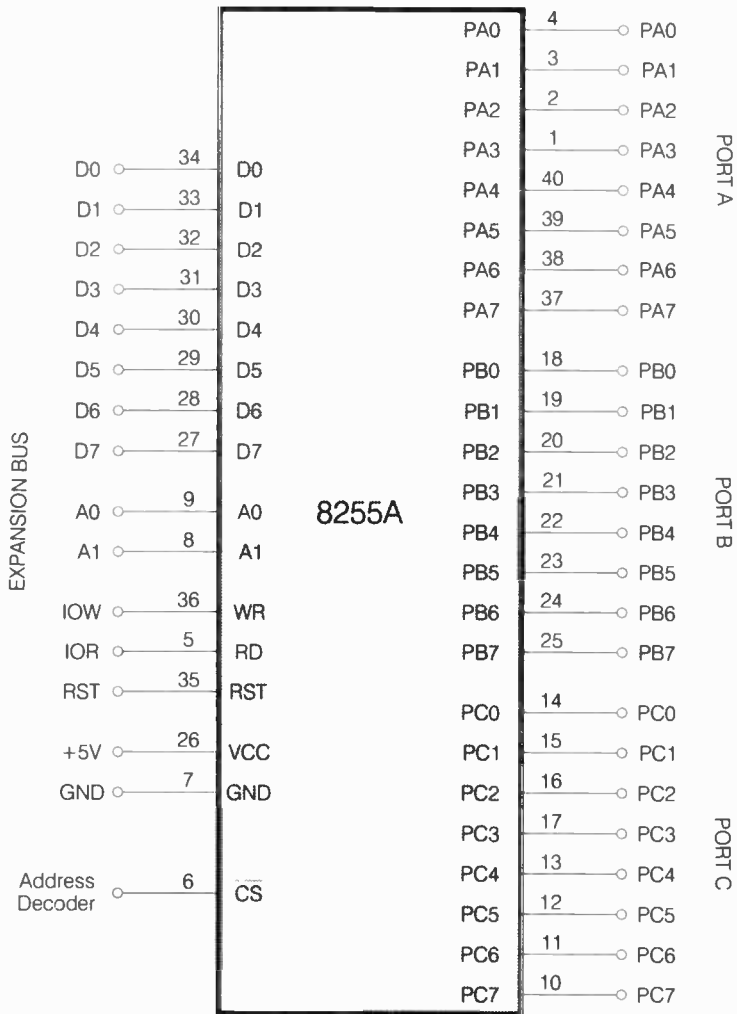 PA0 4 PA0
PA1 3 PA1
PA2 2 PA2
PA3 1 PA3
PA4 40 PA4
PA5 39 PA5
PA6 38 PA6
PA7 37 PA7
PORT A
D0 34 D0
D1 33 D1
D2 32 D2
D3 31 D3
D4 30 D4
D5 29 D5
D6 28 D6
D7 27 D7
A0 9 A0
A1 8 A1
IOW 36 WR
IOR 5 RD
RST 35 RST
EXPANSION BUS
+5V 26 VCC
GND 7 GND
Address
Decoder
6 CS
8255A
PB0 18 PB0
PB1 19 PB1
PB2 20 PB2
PB3 21 PB3
PB4 22 PB4
PB5 23 PB5
PB6 24 PB6
PB7 25 PB7
PORT B
PC0 14 PC0
PC1 15 PC1
PC2 16 PC2
PC3 17 PC3
PC4 13 PC4
PC5 12 PC5
PC6 11 PC6
PC7 10 PC7
PORT C